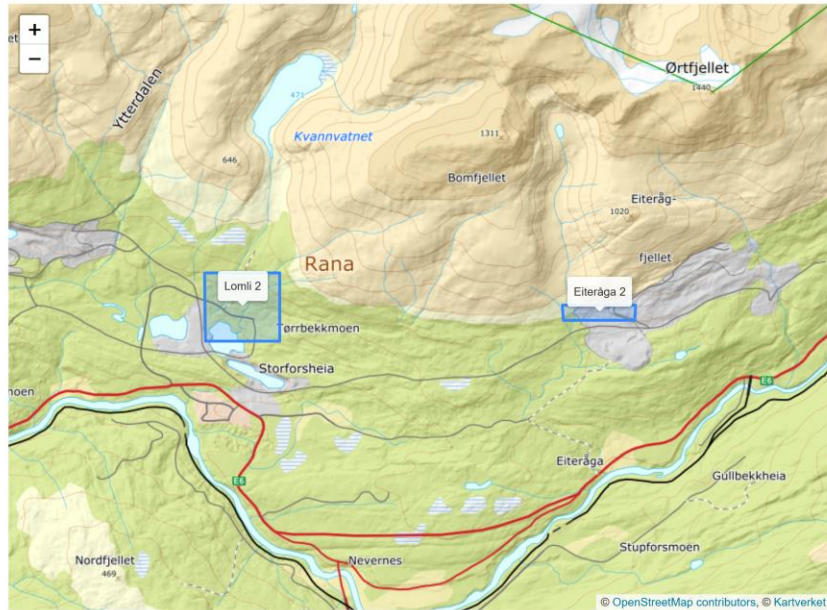 et
+
−
Ørtfjellet
1440
Ytterdalen
471
Kvannvatnet
1311
646
Bomfjellet
Eiteråg-
1020
fjellet
Rana
Lomli 2
Eiteråga 2
Tørrbekkmoen
Storforsheia
moen
E6
Eiteråga
E6
Gullbekkheia
Nordfjellet
469
Nevernes
Stupforsmoen
© OpenStreetMap contributors, © Kartverket